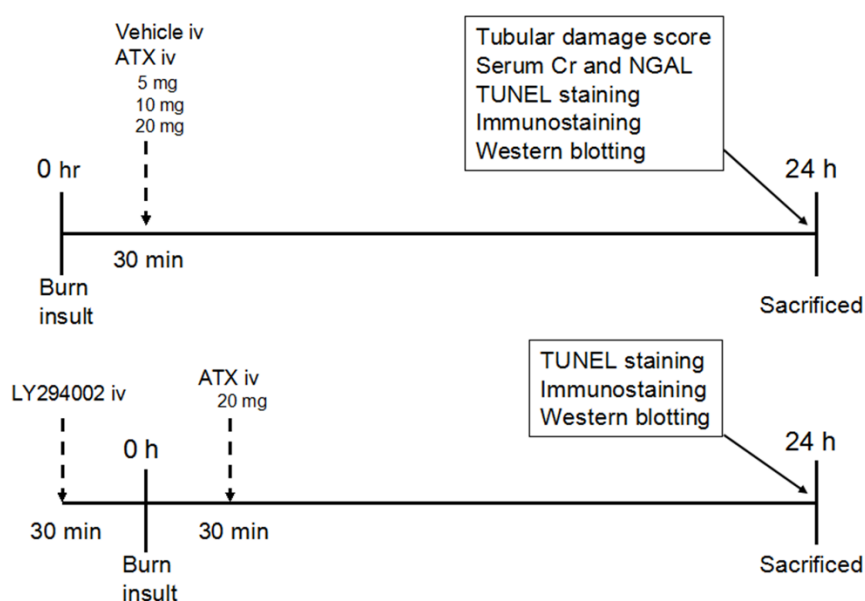 Vehicle iv
ATX iv
5 mg
10 mg
20 mg
Tubular damage score
Serum Cr and NGAL
TUNEL staining
Immunostaining
Western blotting
0 hr
24 h
30 min
Burn
insult
Sacrificed
LY294002 iv
ATX iv
20 mg
TUNEL staining
Immunostaining
Western blotting
0 h
24 h
30 min
30 min
Burn
insult
Sacrificed